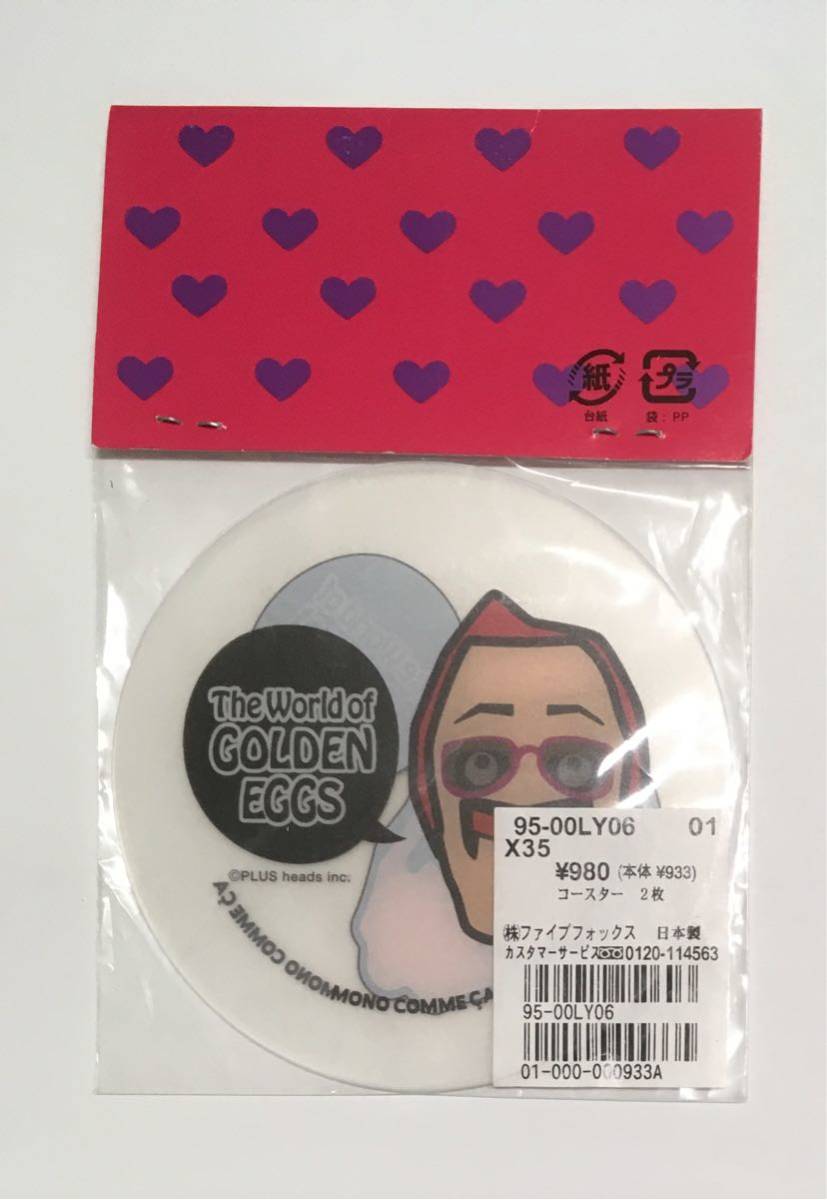 紙 プラ
台紙 袋：PP
The World of
GOLDEN
EGGS
©PLUS heads inc.
MONO COMME ÇA
95-00LY06 01
X35
¥980 (本体 ¥933)
コースター 2枚
㈱ファイブフォックス 日本製
カスタマーサービス 0120-114563
95-00LY06
01-000-000933A